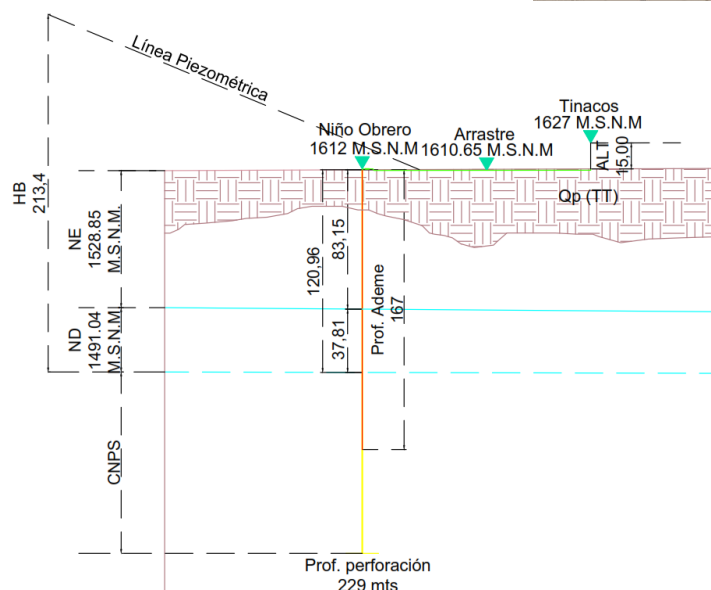 Línea Piezométrica
Tinacos
1627 M.S.N.M
Niño Obrero
1612 M.S.N.M
Arrastre
1610.65 M.S.N.M
ALT
15,00
Qp (TT)
HB
213,4
NE
1528.85
M.S.N.M.
ND
1491.04
M.S.N.M
120,96
83,15
37,81
Prof. Ademe
167
CNPS
Prof. perforación
229 mts